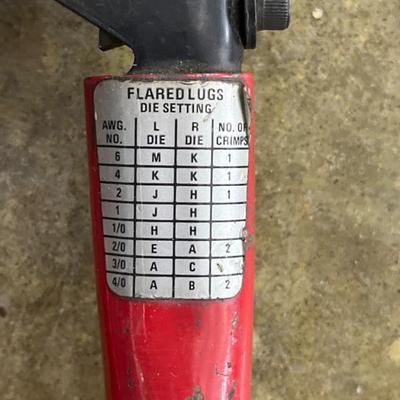 FLARED LUGS
DIE SETTING
AWG. NO. L DIE R DIE NO. OF CRIMPS
6 M K 1
4 K K 1
2 J H 1
1 J H
1/0 H H
2/0 E A 2
3/0 A C
4/0 A B 2